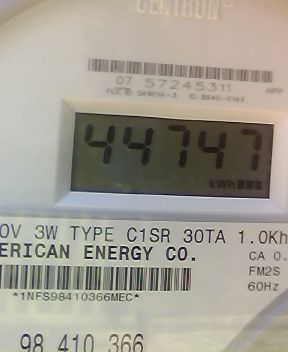 CENTRON
07 57245311
44747
kWh
0V 3W TYPE C1SR 30TA 1.0Kh
ERICAN ENERGY CO.
CA 0.
FM2S
60Hz
*1NFS98410366MEC*
98 410 366